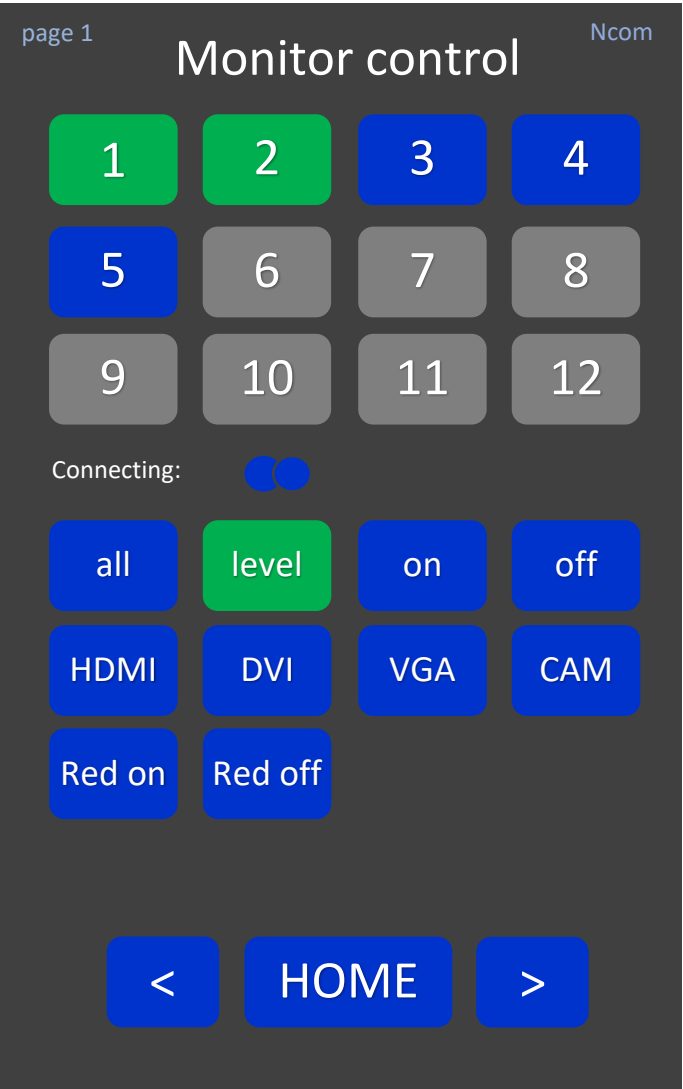 page 1
Ncom
Monitor control
1 2 3 4
5 6 7 8
9 10 11 12
Connecting:
all level on off
HDMI DVI VGA CAM
Red on Red off
< HOME >